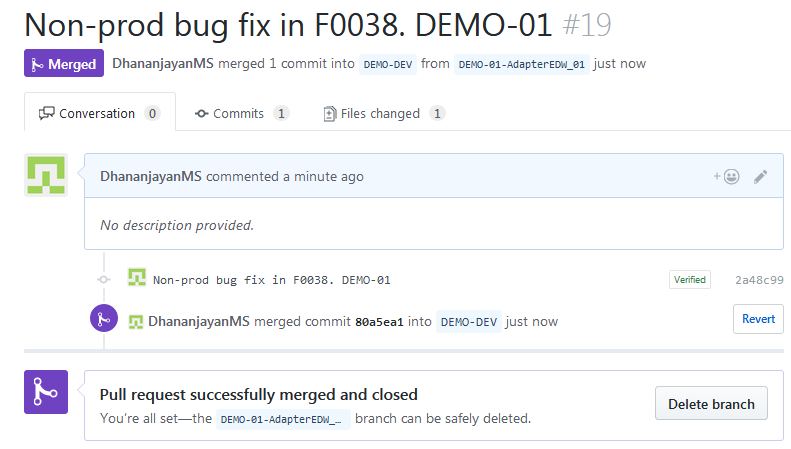 Non-prod bug fix in F0038. DEMO-01 #19
Merged DhananjayanMS merged 1 commit into DEMO-DEV from DEMO-01-AdapterEDW_01 just now
Conversation 0 Commits 1 Files changed 1
DhananjayanMS commented a minute ago
No description provided.
Non-prod bug fix in F0038. DEMO-01 Verified 2a48c99
DhananjayanMS merged commit 80a5ea1 into DEMO-DEV just now Revert
Pull request successfully merged and closed
You're all set—the DEMO-01-AdapterEDW_… branch can be safely deleted.
Delete branch